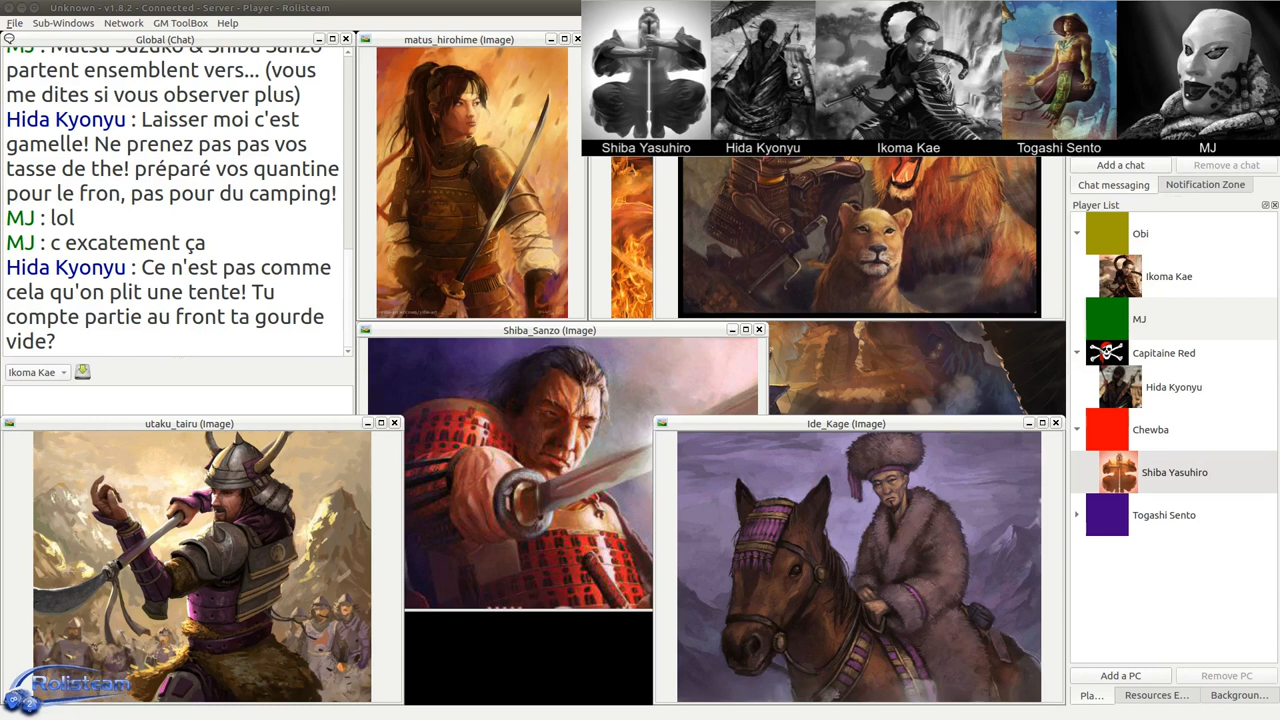 Unknown - v1.8.2 - Connected - Server - Player - Rolisteam
File Sub-Windows Network GM ToolBox Help
Global (Chat)
MJ : Matsu Suzuko & Shiba Sanzo
partent ensemblent vers... (vous
me dites si vous observer plus)
Hida Kyonyu : Laisser moi c'est
gamelle! Ne prenez pas pas vos
tasse de the! préparé vos quantine
pour le fron, pas pour du camping!
MJ : lol
MJ : c excatement ça
Hida Kyonyu : Ce n'est pas comme
cela qu'on plit une tente! Tu
compte partie au front ta gourde
vide?
Ikoma Kae
matus_hirohime (Image)
Shiba_Sanzo (Image)
utaku_tairu (Image)
Ide_Kage (Image)
Rolisteam
Shiba Yasuhiro
Hida Kyonyu
Ikoma Kae
Togashi Sento
MJ
Add a chat
Remove a chat
Chat messaging
Notification Zone
Player List
Obi
Ikoma Kae
MJ
Capitaine Red
Hida Kyonyu
Chewba
Shiba Yasuhiro
Togashi Sento
Add a PC
Remove PC
Pla...
Resources E...
Backgroun...